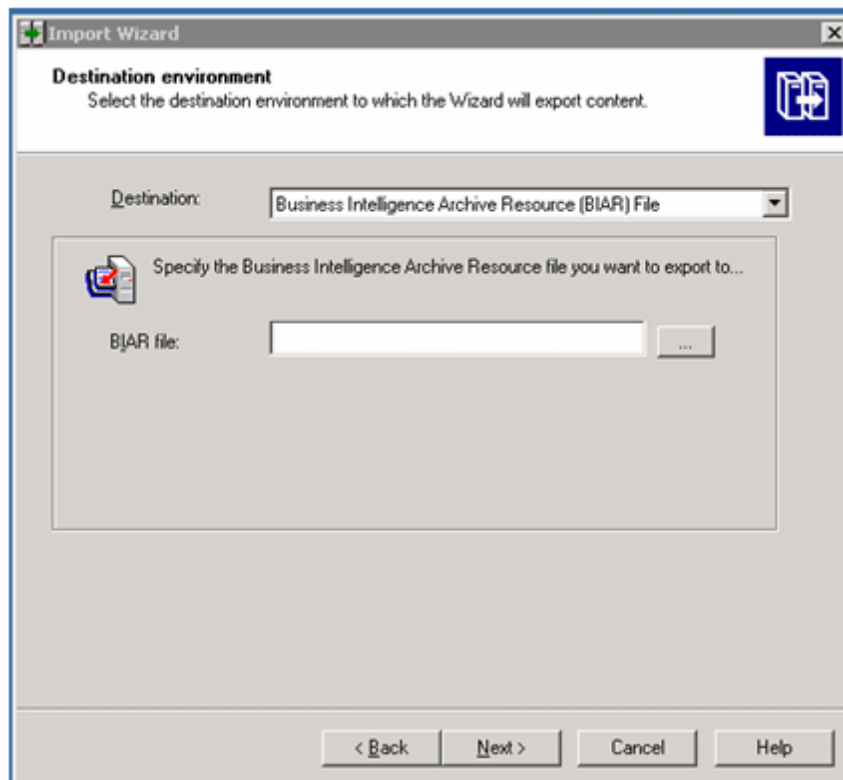 Import Wizard
Destination environment
Select the destination environment to which the Wizard will export content.
Destination:
Business Intelligence Archive Resource (BIAR) File
Specify the Business Intelligence Archive Resource file you want to export to...
BIAR file:
...
< Back
Next >
Cancel
Help